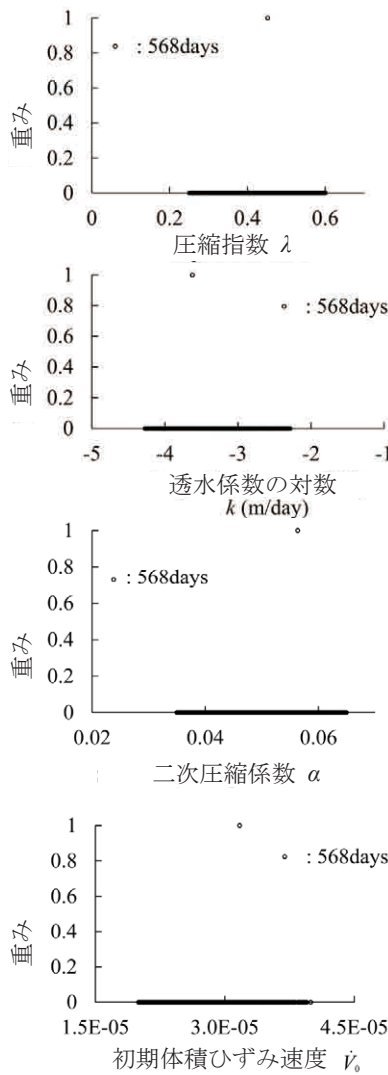 1
: 568days
0.8
0.6
0.4
0.2
0
重み
0 0.2 0.4 0.6
圧縮指数 λ
1
0.8
: 568days
0.6
0.4
0.2
0
重み
-5 -4 -3 -2 -1
透水係数の対数
k (m/day)
1
0.8
: 568days
0.6
0.4
0.2
0
重み
0.02 0.04 0.06
二次圧縮係数 α
1
0.8
: 568days
0.6
0.4
0.2
0
重み
1.5E-05 3.0E-05 4.5E-05
初期体積ひずみ速度 V̇₀